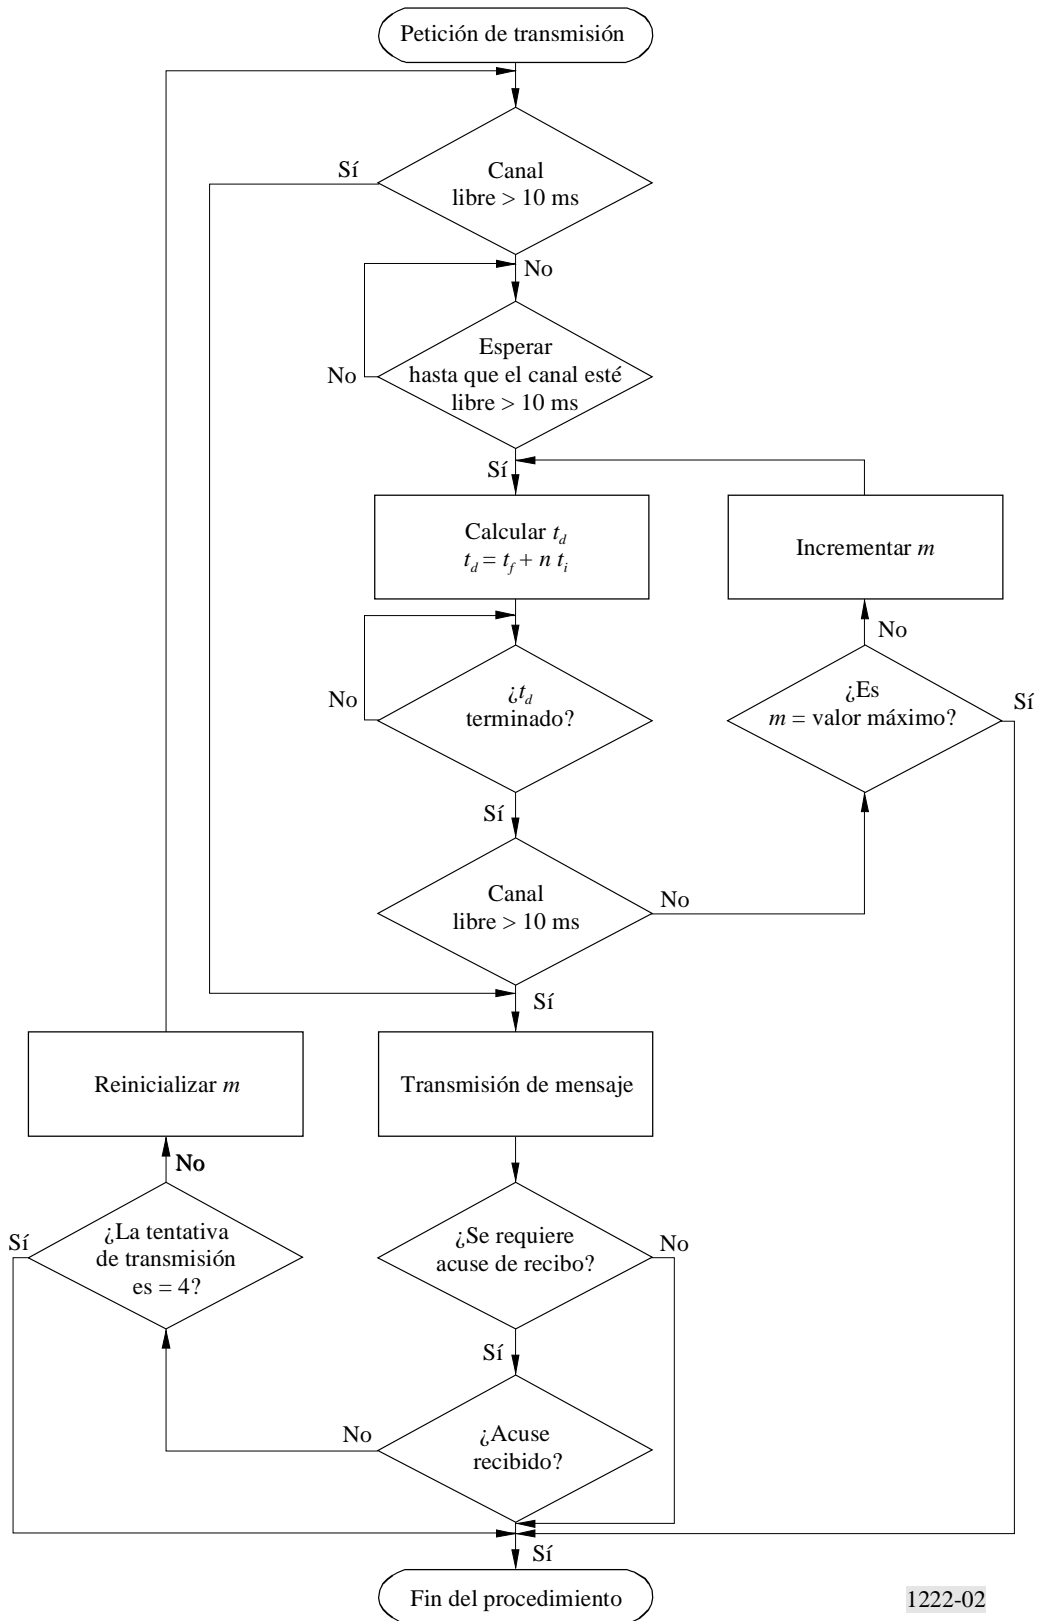 Petición de transmisión
Sí
Canal
libre > 10 ms
No
Esperar
hasta que el canal esté
libre > 10 ms
No
Sí
Calcular t_d
t_d = t_f + n t_i
Incrementar m
No
¿t_d
terminado?
No
¿Es
m = valor máximo?
Sí
Sí
Canal
libre > 10 ms
No
Sí
Reinicializar m
Transmisión de mensaje
No
Sí
¿La tentativa
de transmisión
es = 4?
¿Se requiere
acuse de recibo?
No
Sí
No
¿Acuse
recibido?
Sí
Fin del procedimiento
1222-02